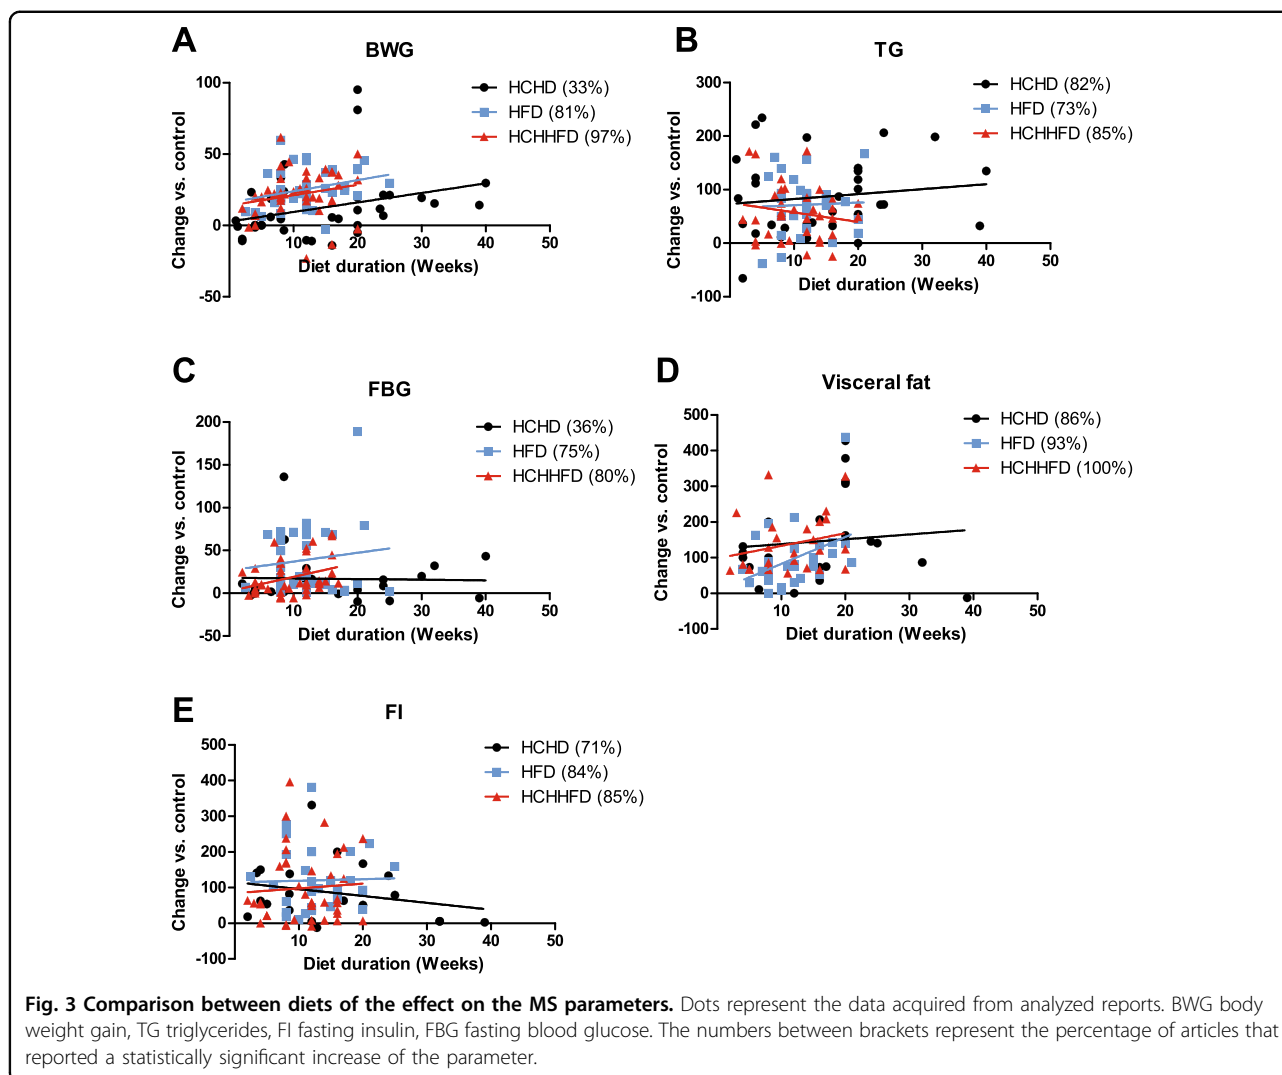 A
BWG
100
50
0
-50
Change vs. control
10 20 30 40 50
Diet duration (Weeks)
HCHD (33%)
HFD (81%)
HCHHFD (97%)
B
TG
300
200
100
0
-100
Change vs. control
10 20 30 40 50
Diet duration (Weeks)
HCHD (82%)
HFD (73%)
HCHHFD (85%)
C
FBG
200
150
100
50
0
-50
Change vs. control
10 20 30 40 50
Diet duration (Weeks)
HCHD (36%)
HFD (75%)
HCHHFD (80%)
D
Visceral fat
500
400
300
200
100
0
-100
Change vs. control
10 20 30 40 50
Diet duration (Weeks)
HCHD (86%)
HFD (93%)
HCHHFD (100%)
E
FI
500
400
300
200
100
0
-100
Change vs. control
10 20 30 40 50
Diet duration (Weeks)
HCHD (71%)
HFD (84%)
HCHHFD (85%)
Fig. 3 Comparison between diets of the effect on the MS parameters. Dots represent the data acquired from analyzed reports. BWG body
weight gain, TG triglycerides, FI fasting insulin, FBG fasting blood glucose. The numbers between brackets represent the percentage of articles that
reported a statistically significant increase of the parameter.